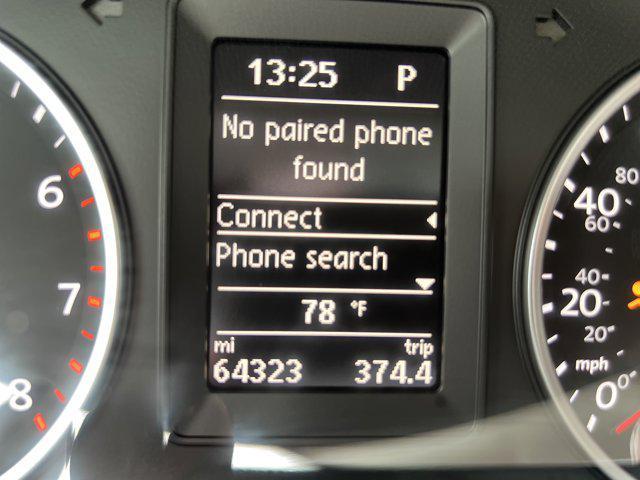 13:25 P
No paired phone
found
Connect
Phone search
78 °F
mi trip
64323 374.4
6
7
8
80
40
60
40
20
20
mph
0
0